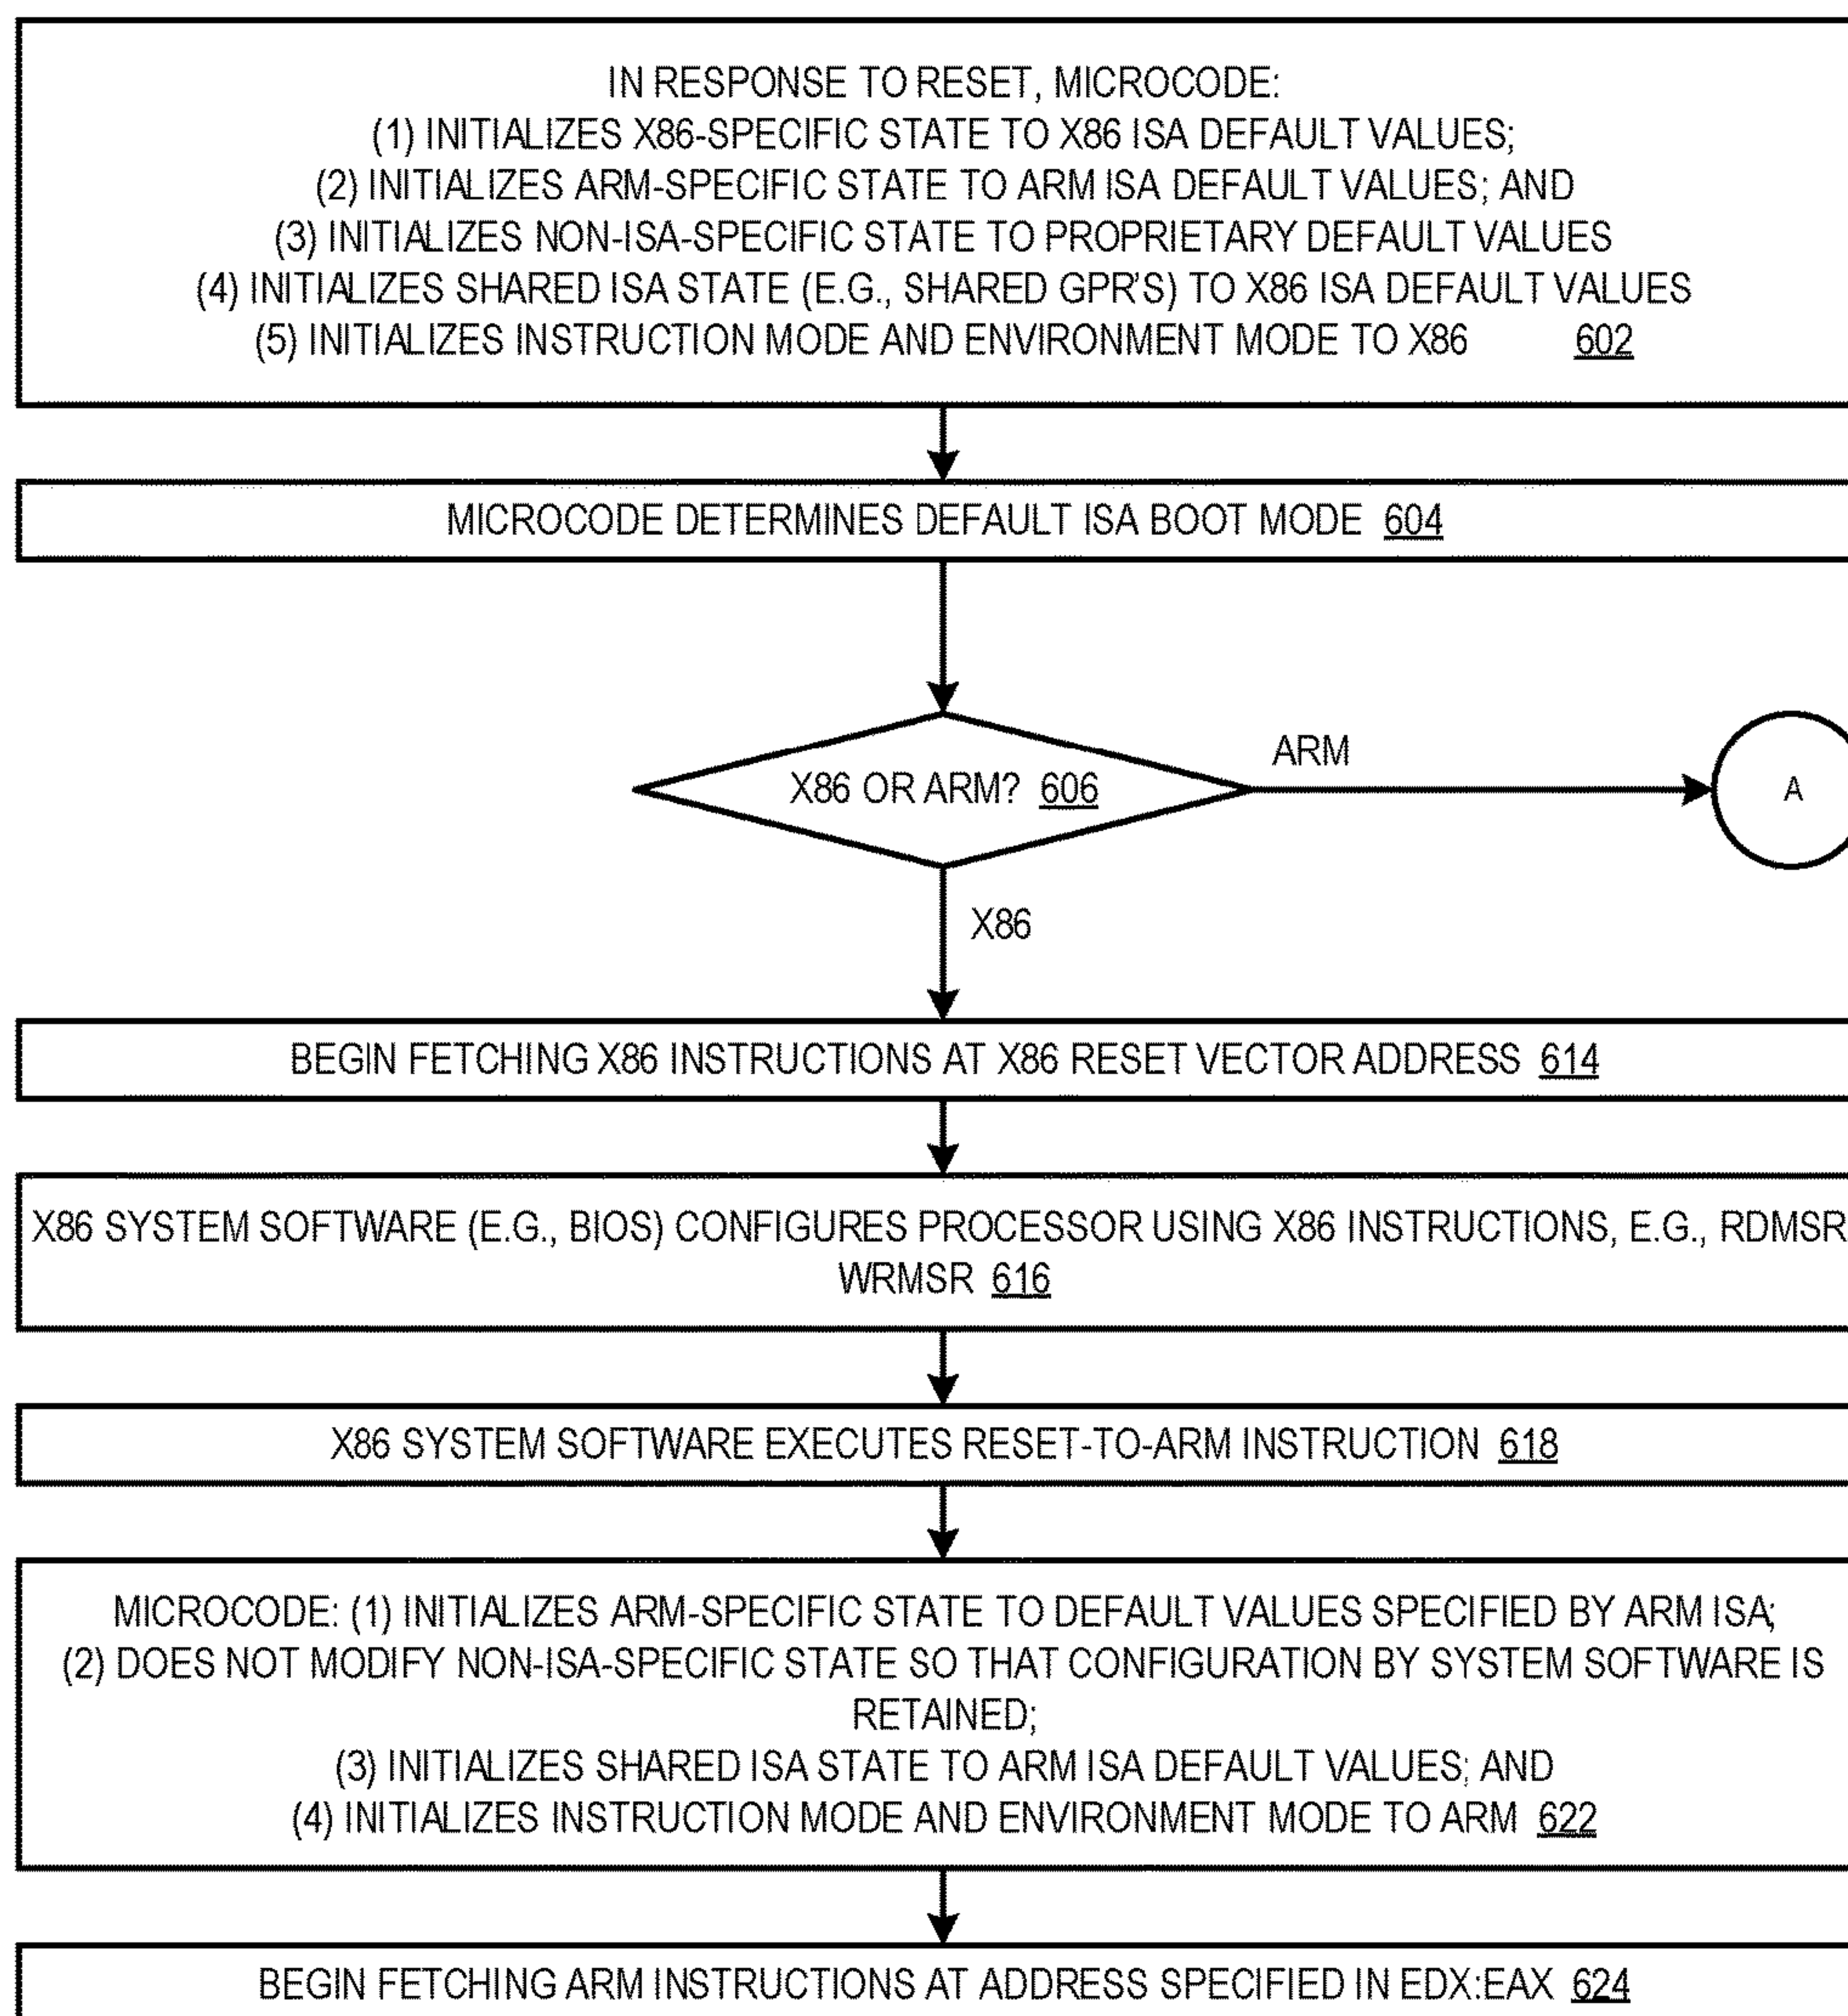 IN RESPONSE TO RESET, MICROCODE:
(1) INITIALIZES X86-SPECIFIC STATE TO X86 ISA DEFAULT VALUES;
(2) INITIALIZES ARM-SPECIFIC STATE TO ARM ISA DEFAULT VALUES; AND
(3) INITIALIZES NON-ISA-SPECIFIC STATE TO PROPRIETARY DEFAULT VALUES
(4) INITIALIZES SHARED ISA STATE (E.G., SHARED GPR'S) TO X86 ISA DEFAULT VALUES
(5) INITIALIZES INSTRUCTION MODE AND ENVIRONMENT MODE TO X86 602
MICROCODE DETERMINES DEFAULT ISA BOOT MODE 604
ARM
X86 OR ARM? 606
A
X86
BEGIN FETCHING X86 INSTRUCTIONS AT X86 RESET VECTOR ADDRESS 614
X86 SYSTEM SOFTWARE (E.G., BIOS) CONFIGURES PROCESSOR USING X86 INSTRUCTIONS, E.G., RDMSR
WRMSR 616
X86 SYSTEM SOFTWARE EXECUTES RESET-TO-ARM INSTRUCTION 618
MICROCODE: (1) INITIALIZES ARM-SPECIFIC STATE TO DEFAULT VALUES SPECIFIED BY ARM ISA;
(2) DOES NOT MODIFY NON-ISA-SPECIFIC STATE SO THAT CONFIGURATION BY SYSTEM SOFTWARE IS
RETAINED;
(3) INITIALIZES SHARED ISA STATE TO ARM ISA DEFAULT VALUES; AND
(4) INITIALIZES INSTRUCTION MODE AND ENVIRONMENT MODE TO ARM 622
BEGIN FETCHING ARM INSTRUCTIONS AT ADDRESS SPECIFIED IN EDX:EAX 624